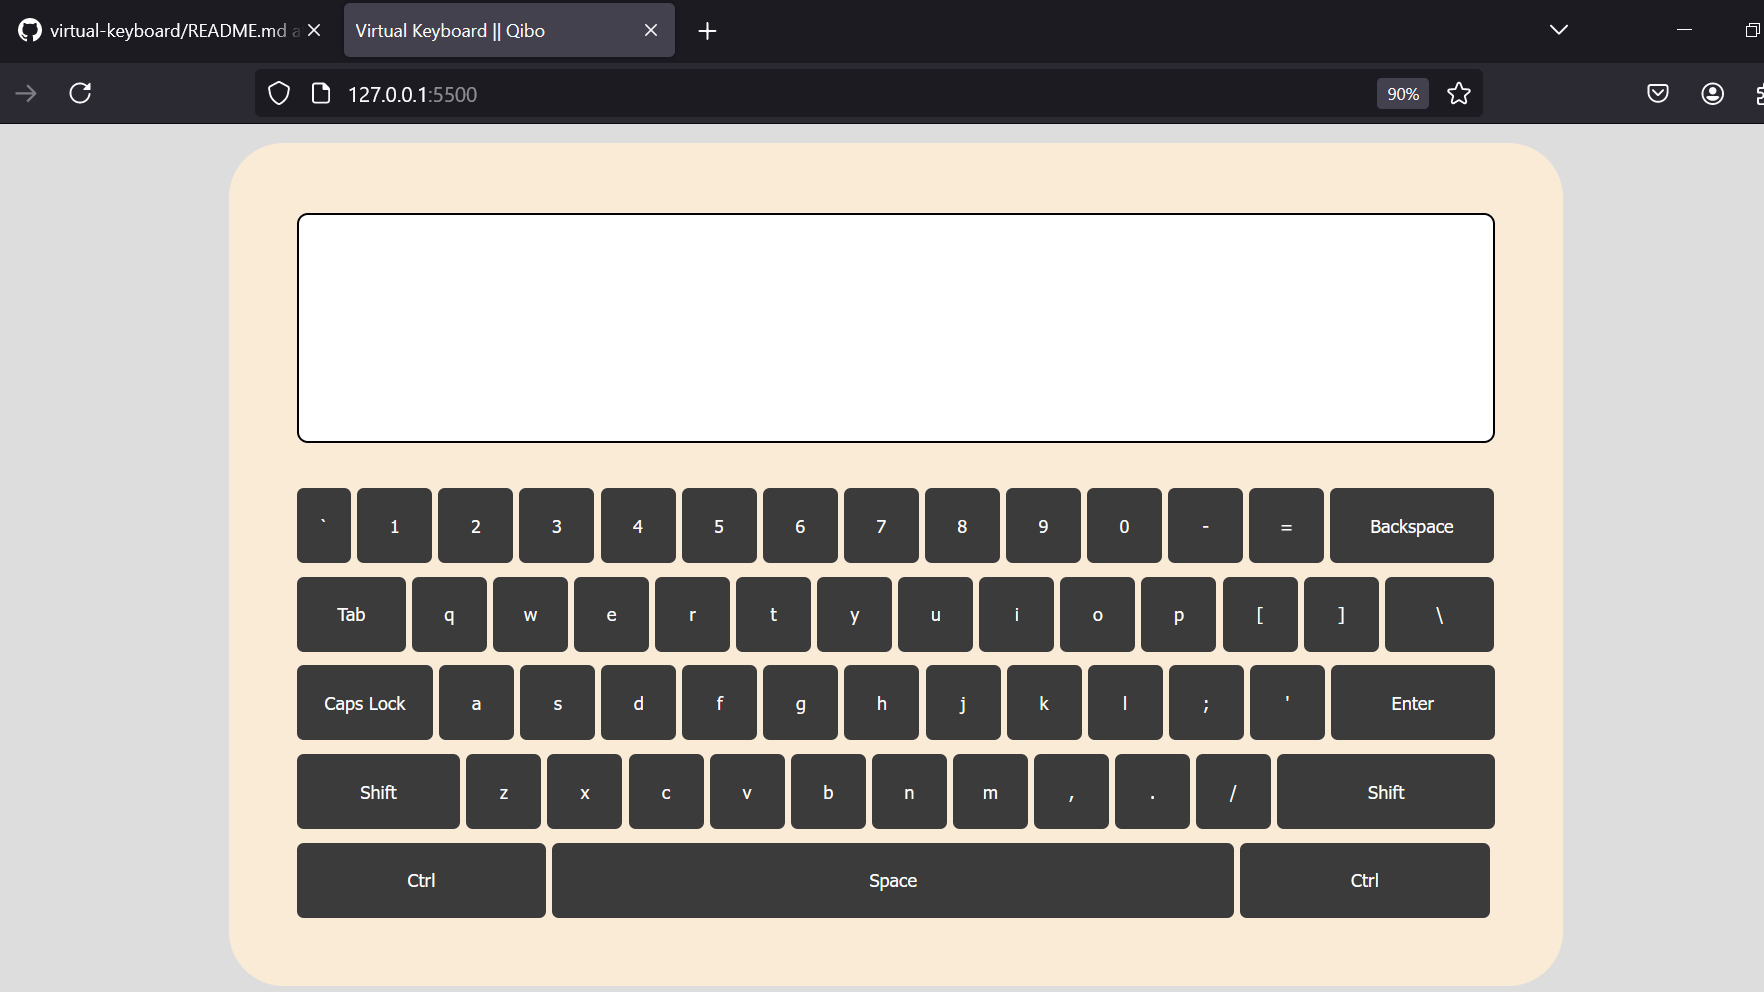 virtual-keyboard/README.md a
Virtual Keyboard || Qibo
127.0.0.1:5500
90%
` 1 2 3 4 5 6 7 8 9 0 - = Backspace
Tab q w e r t y u i o p [ ] \
Caps Lock a s d f g h j k l ; ' Enter
Shift z x c v b n m , . / Shift
Ctrl Space Ctrl